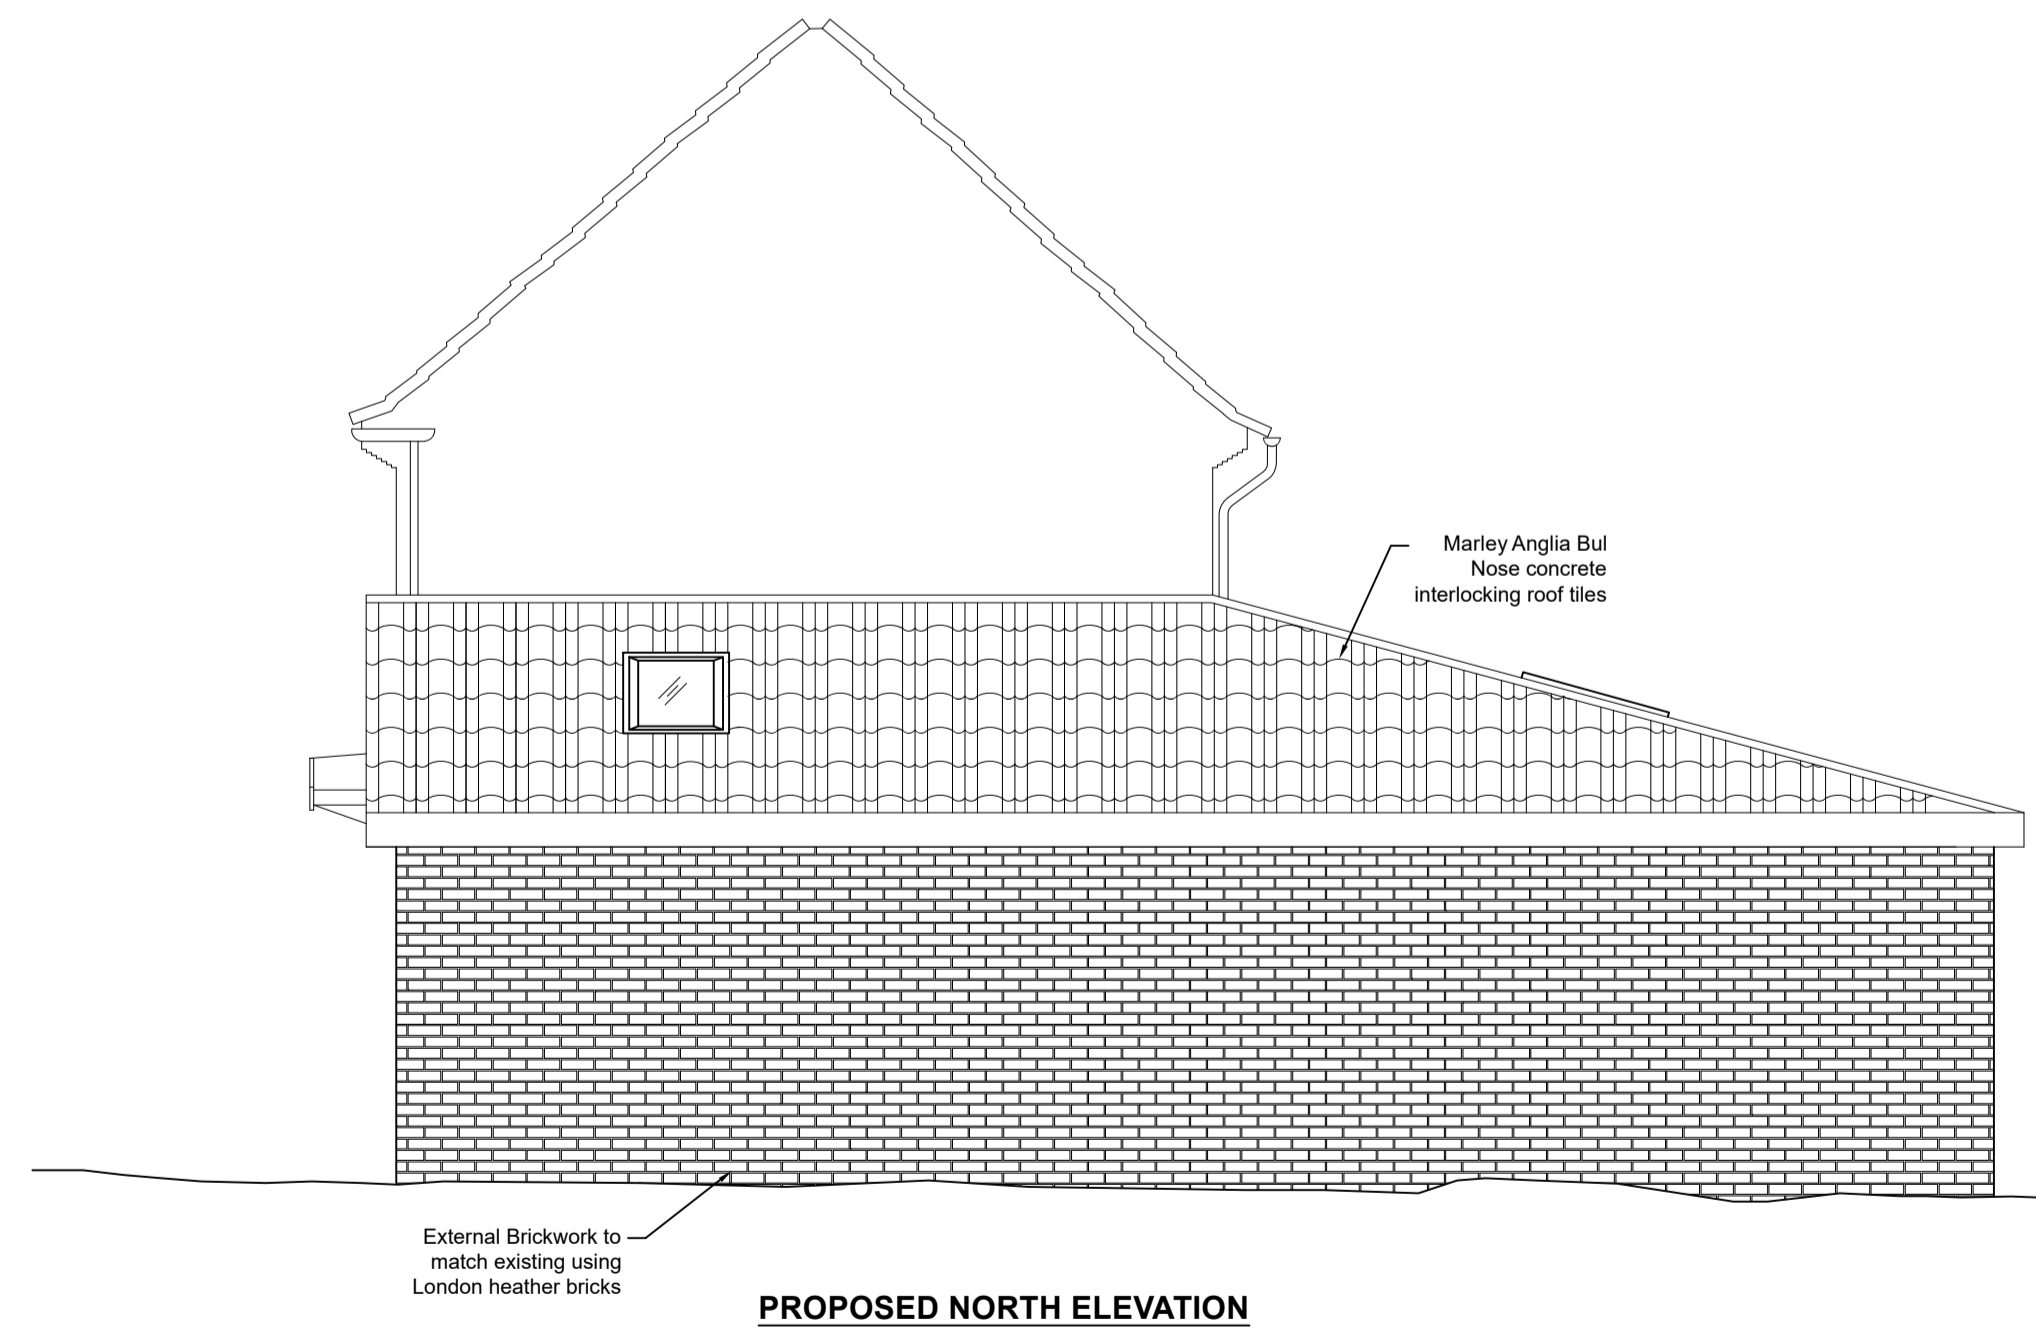 Marley Anglia Bul
Nose concrete
interlocking roof tiles
External Brickwork to
match existing using
London heather bricks
PROPOSED NORTH ELEVATION